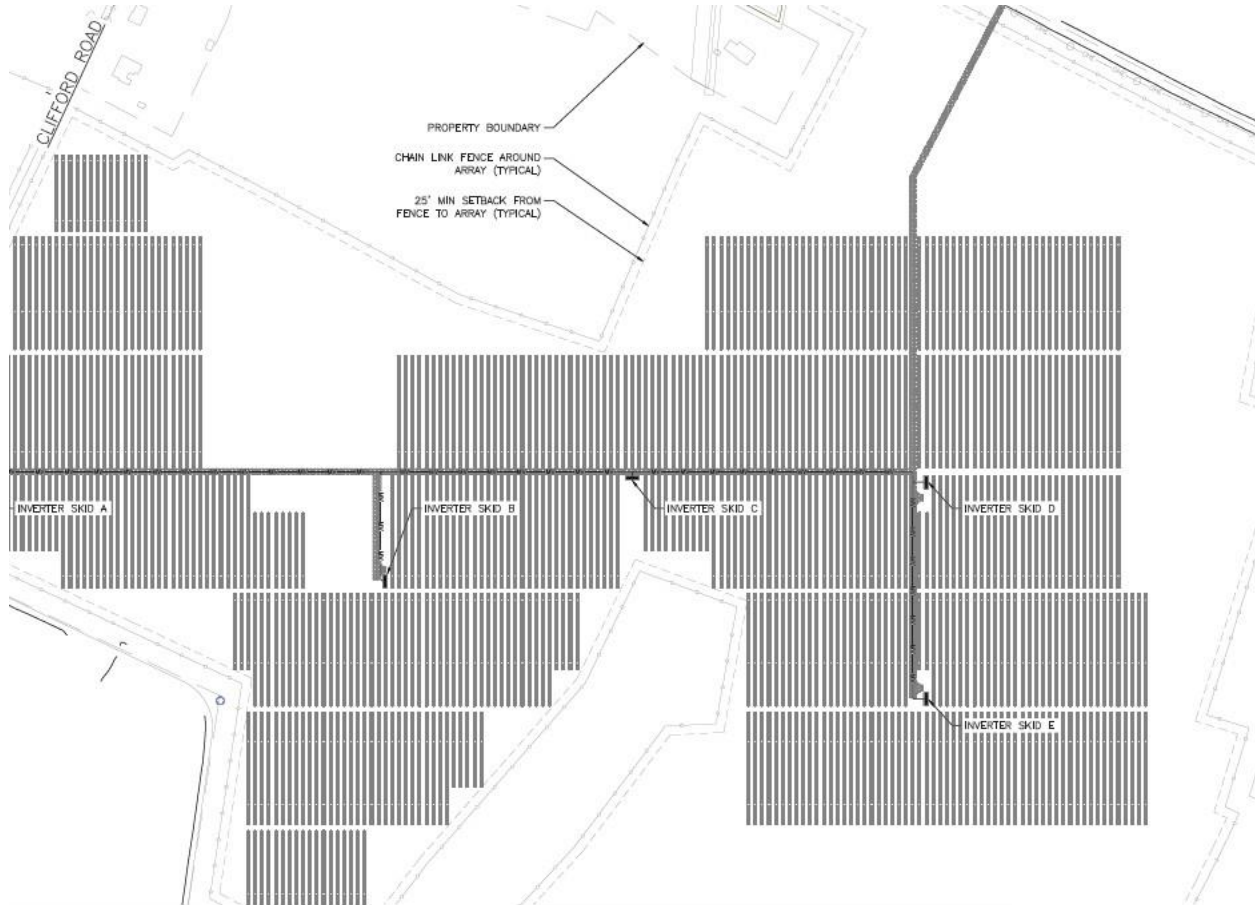 CLIFFORD ROAD
PROPERTY BOUNDARY
CHAIN LINK FENCE AROUND
ARRAY (TYPICAL)
25' MIN SETBACK FROM
FENCE TO ARRAY (TYPICAL)
INVERTER SKID A
INVERTER SKID B
INVERTER SKID C
INVERTER SKID D
INVERTER SKID E